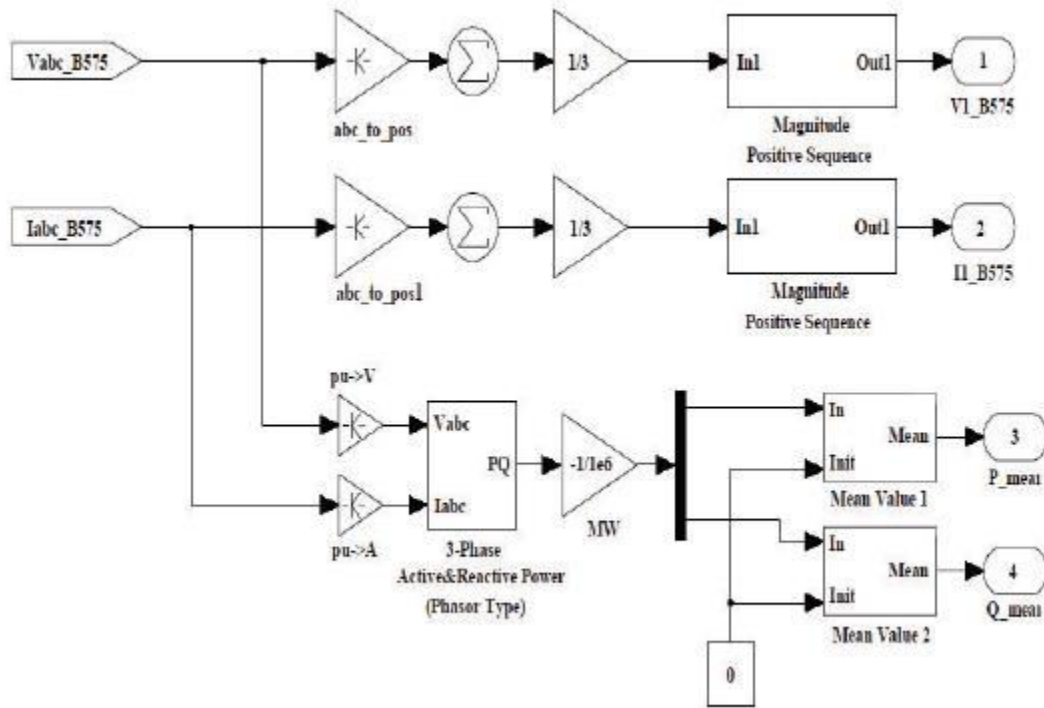 Vabc_B575
-K-
abc_to_pos
Σ
1/3
In1
Out1
Magnitude
Positive Sequence
1
V1_B575
Iabc_B575
-K-
abc_to_pos1
Σ
1/3
In1
Out1
Magnitude
Positive Sequence
2
I1_B575
pu->V
-K-
Vabc
PQ
Iabc
-K-
pu->A
3-Phase
Active&Reactive Power
(Phasor Type)
-1/1e6
MW
In
Mean
Init
Mean Value 1
3
P_mean
In
Mean
Init
Mean Value 2
4
Q_mean
0